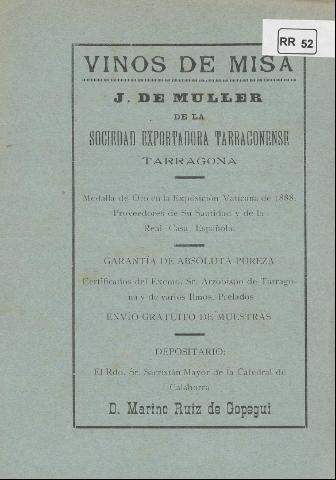 RR 52
VINOS DE MISA
J. DE MULLER
DE LA
SOCIEDAD EXPORTADORA TARRACONENSE
TARRAGONA
Medalla de Oro en la Exposición Vaticana de 1888.
Proveedores de Su Santidad y de la
Real Casa Española.
GARANTÍA DE ABSOLUTA PUREZA
Certificados del Excmo. Sr. Arzobispo de Tarrago-
na y de varios Ilmos. Prelados
ENVÍO GRATUITO DE MUESTRAS
DEPOSITARIO:
El Rdo. Sr. Sacristán Mayor de la Catedral de
Calahorra
D. Marino Ruiz de Gopegui